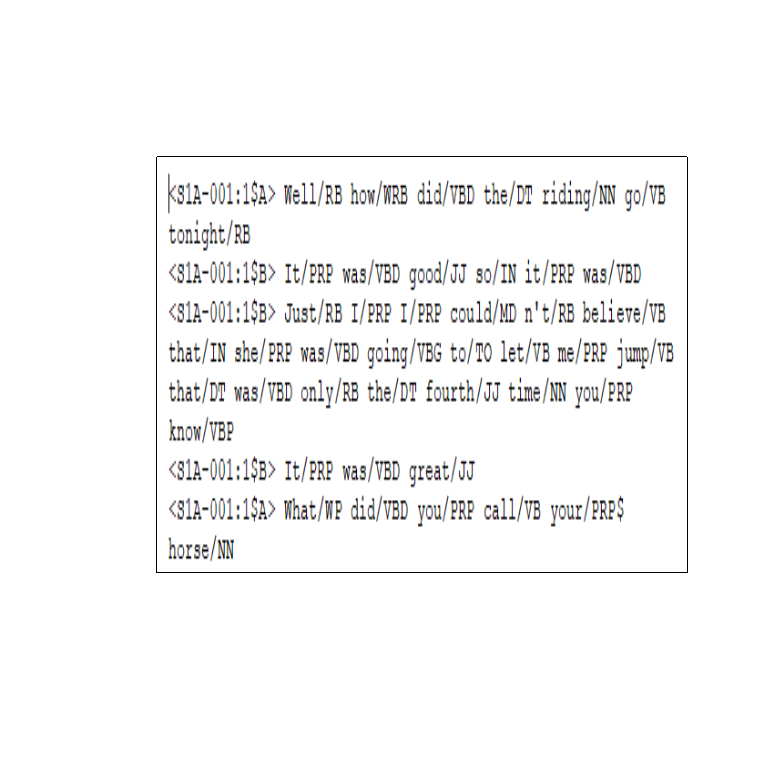 <S1A-001:1$A> Well/RB how/WRB did/VBD the/DT riding/NN go/VB
tonight/RB
<S1A-001:1$B> It/PRP was/VBD good/JJ so/IN it/PRP was/VBD
<S1A-001:1$B> Just/RB I/PRP I/PRP could/MD n't/RB believe/VB
that/IN she/PRP was/VBD going/VBG to/TO let/VB me/PRP jump/VB
that/DT was/VBD only/RB the/DT fourth/JJ time/NN you/PRP
know/VBP
<S1A-001:1$B> It/PRP was/VBD great/JJ
<S1A-001:1$A> What/WP did/VBD you/PRP call/VB your/PRP$
horse/NN